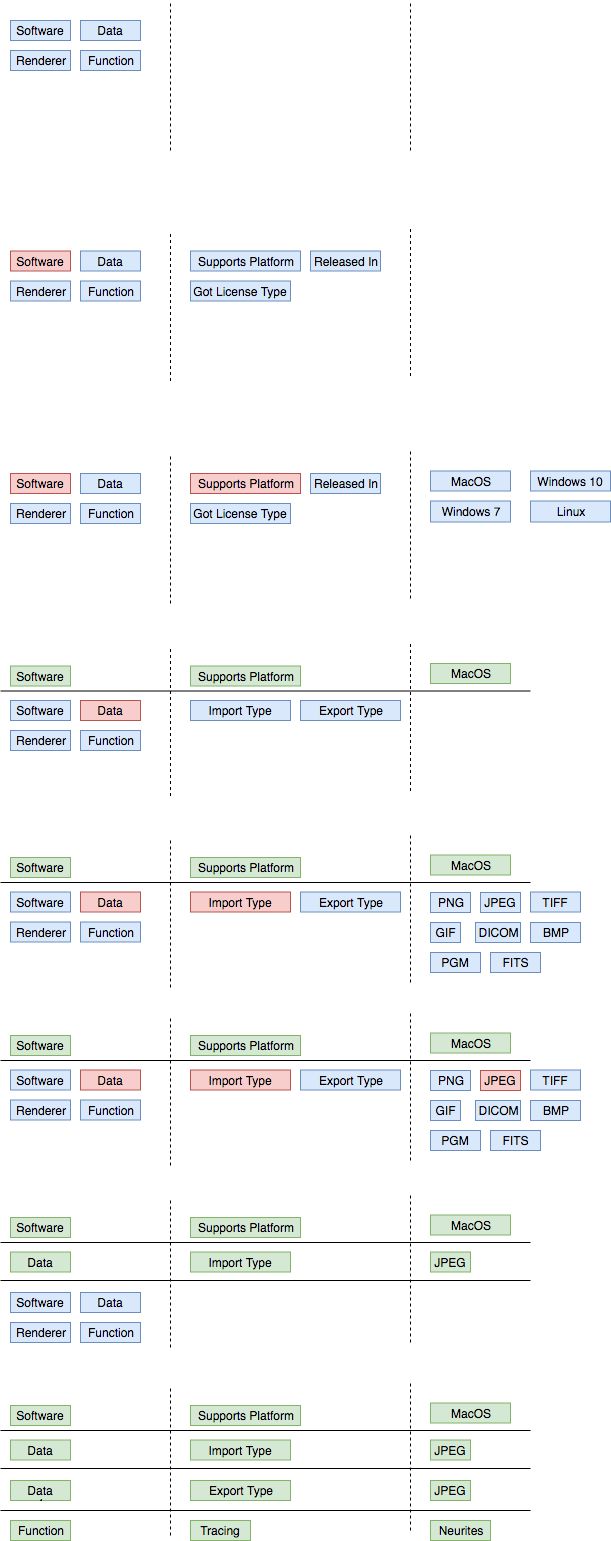 Software Data
Renderer Function
Software Data Supports Platform Released In
Renderer Function Got License Type
Software Data Supports Platform Released In MacOS Windows 10
Renderer Function Got License Type Windows 7 Linux
Software Supports Platform MacOS
Software Data Import Type Export Type
Renderer Function
Software Supports Platform MacOS
Software Data Import Type Export Type PNG JPEG TIFF
Renderer Function GIF DICOM BMP
PGM FITS
Software Supports Platform MacOS
Software Data Import Type Export Type PNG JPEG TIFF
Renderer Function GIF DICOM BMP
PGM FITS
Software Supports Platform MacOS
Data Import Type JPEG
Software Data
Renderer Function
Software Supports Platform MacOS
Data Import Type JPEG
Data Export Type JPEG
Function Tracing Neurites